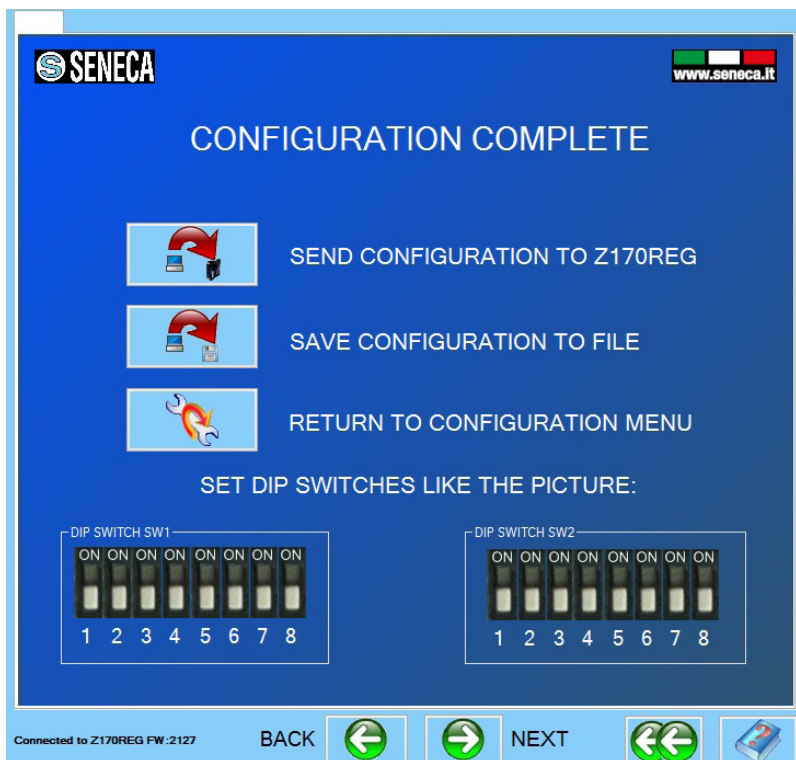 SENECA
www.seneca.it
CONFIGURATION COMPLETE
SEND CONFIGURATION TO Z170REG
SAVE CONFIGURATION TO FILE
RETURN TO CONFIGURATION MENU
SET DIP SWITCHES LIKE THE PICTURE:
DIP SWITCH SW1
ON ON ON ON ON ON ON ON
1 2 3 4 5 6 7 8
DIP SWITCH SW2
ON ON ON ON ON ON ON ON
1 2 3 4 5 6 7 8
Connected to Z170REG FW:2127
BACK
NEXT
?